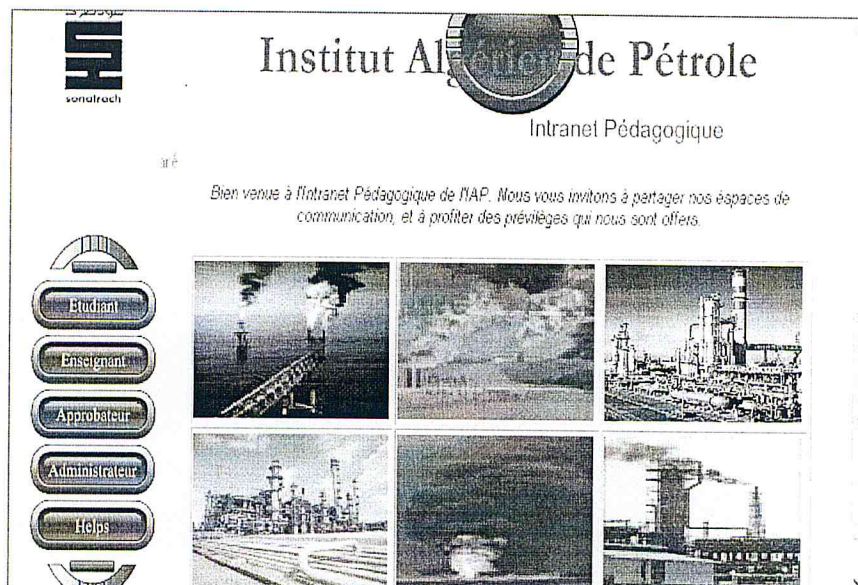 sonatrach
Institut Algérien de Pétrole
Intranet Pédagogique
Bien venue à l'Intranet Pédagogique de l'IAP. Nous vous invitons à partager nos éspaces de
communication, et à profiter des prévilèges qui nous sont offers.
Etudiant
Enseignant
Approbateur
Administrateur
Helps